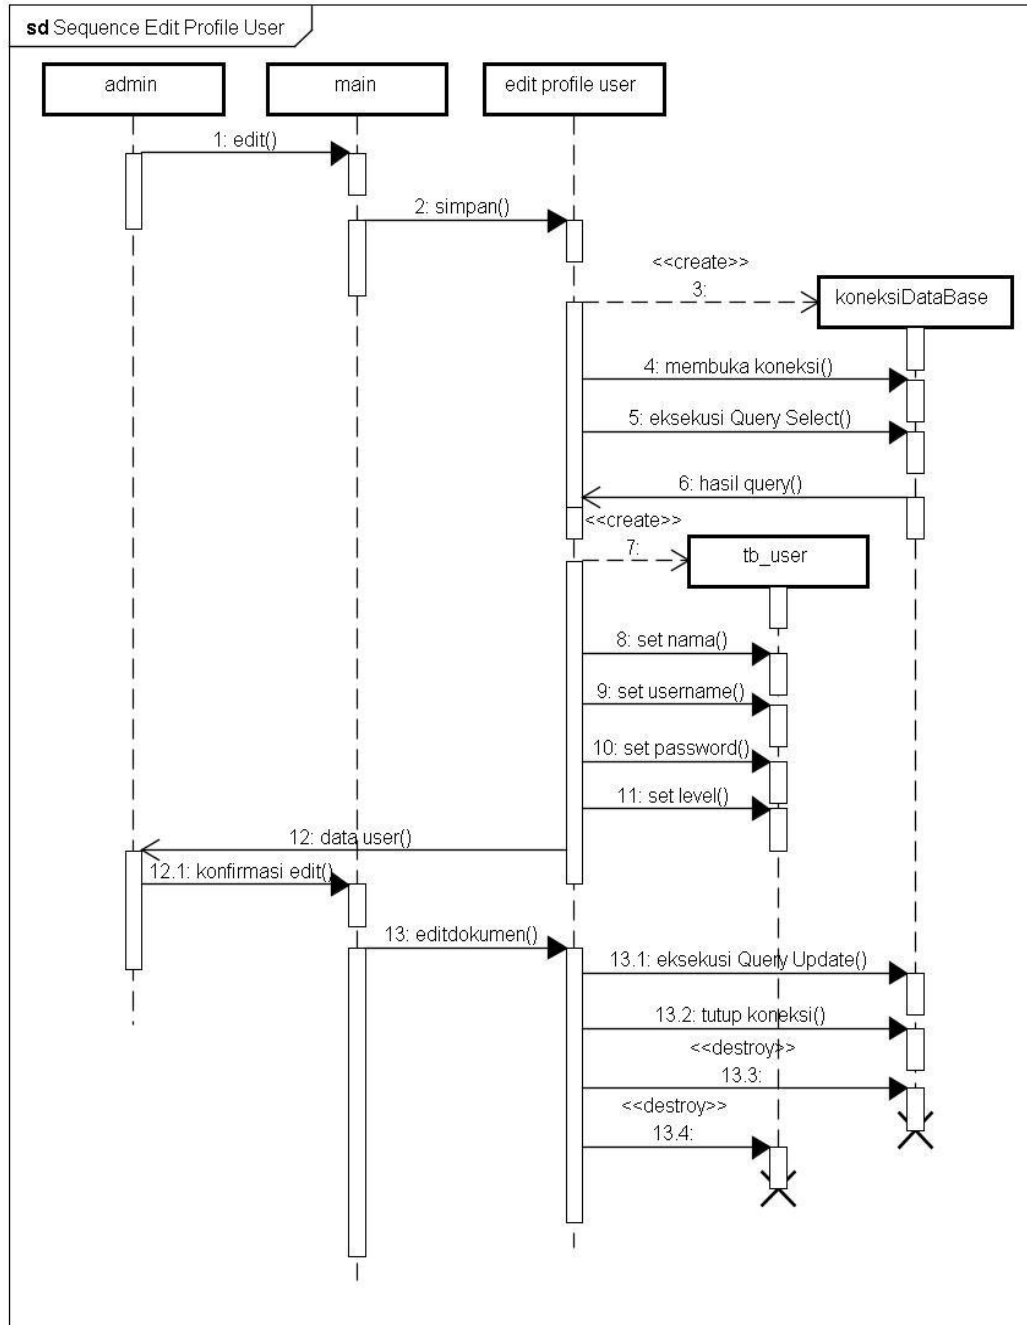 sd Sequence Edit Profile User
admin
main
edit profile user
1: edit()
2: simpan()
<<create>>
3:
koneksiDataBase
4: membuka koneksi()
5: eksekusi Query Select()
6: hasil query()
<<create>>
7:
tb_user
8: set nama()
9: set username()
10: set password()
11: set level()
12: data user()
12.1: konfirmasi edit()
13: editdokumen()
13.1: eksekusi Query Update()
13.2: tutup koneksi()
<<destroy>>
13.3:
<<destroy>>
13.4: